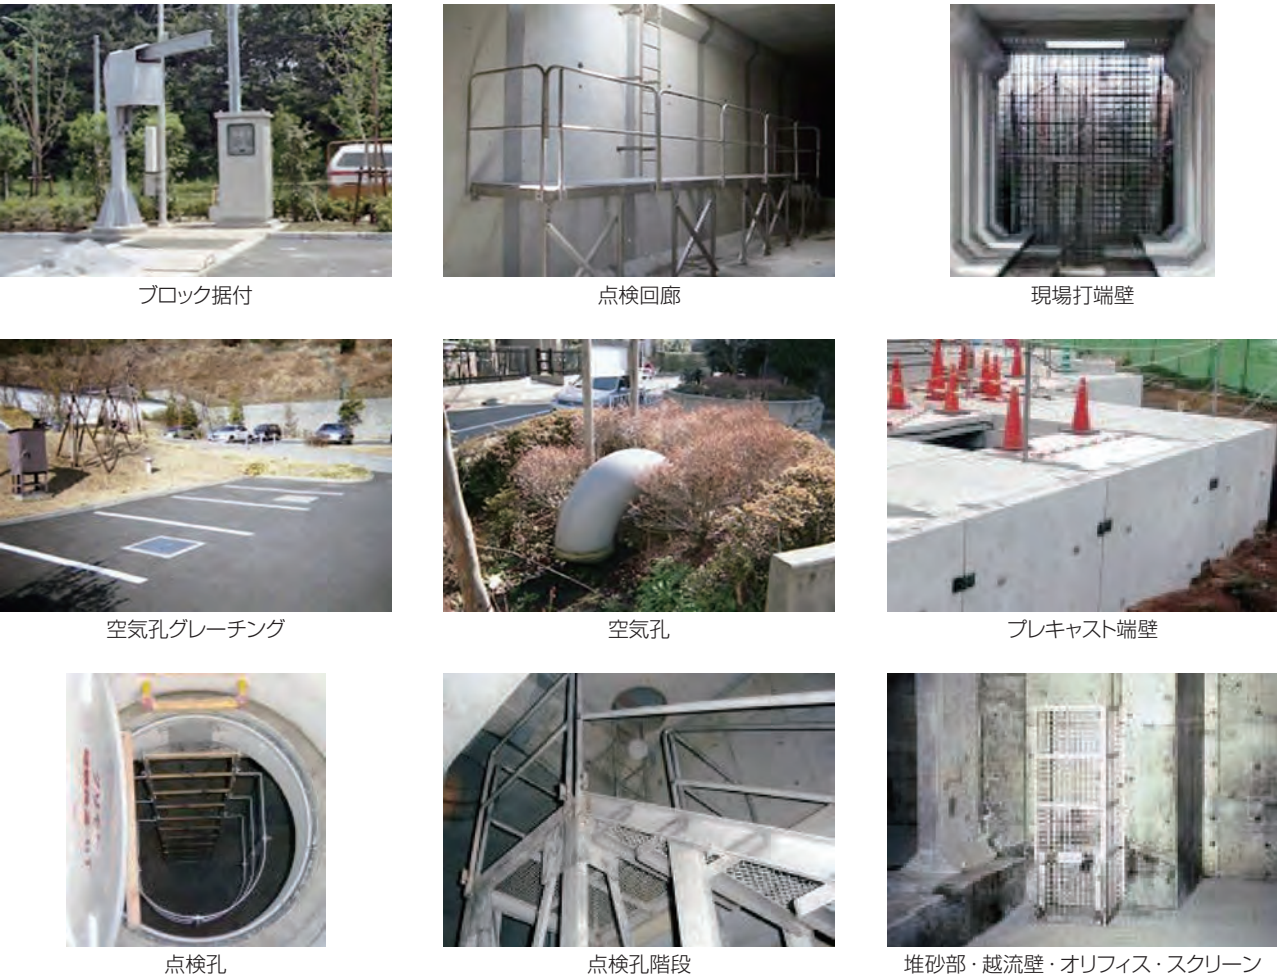 ブロック据付
点検回廊
現場打端壁
空気孔グレーチング
空気孔
プレキャスト端壁
点検孔
点検孔階段
堆砂部・越流壁・オリフィス・スクリーン